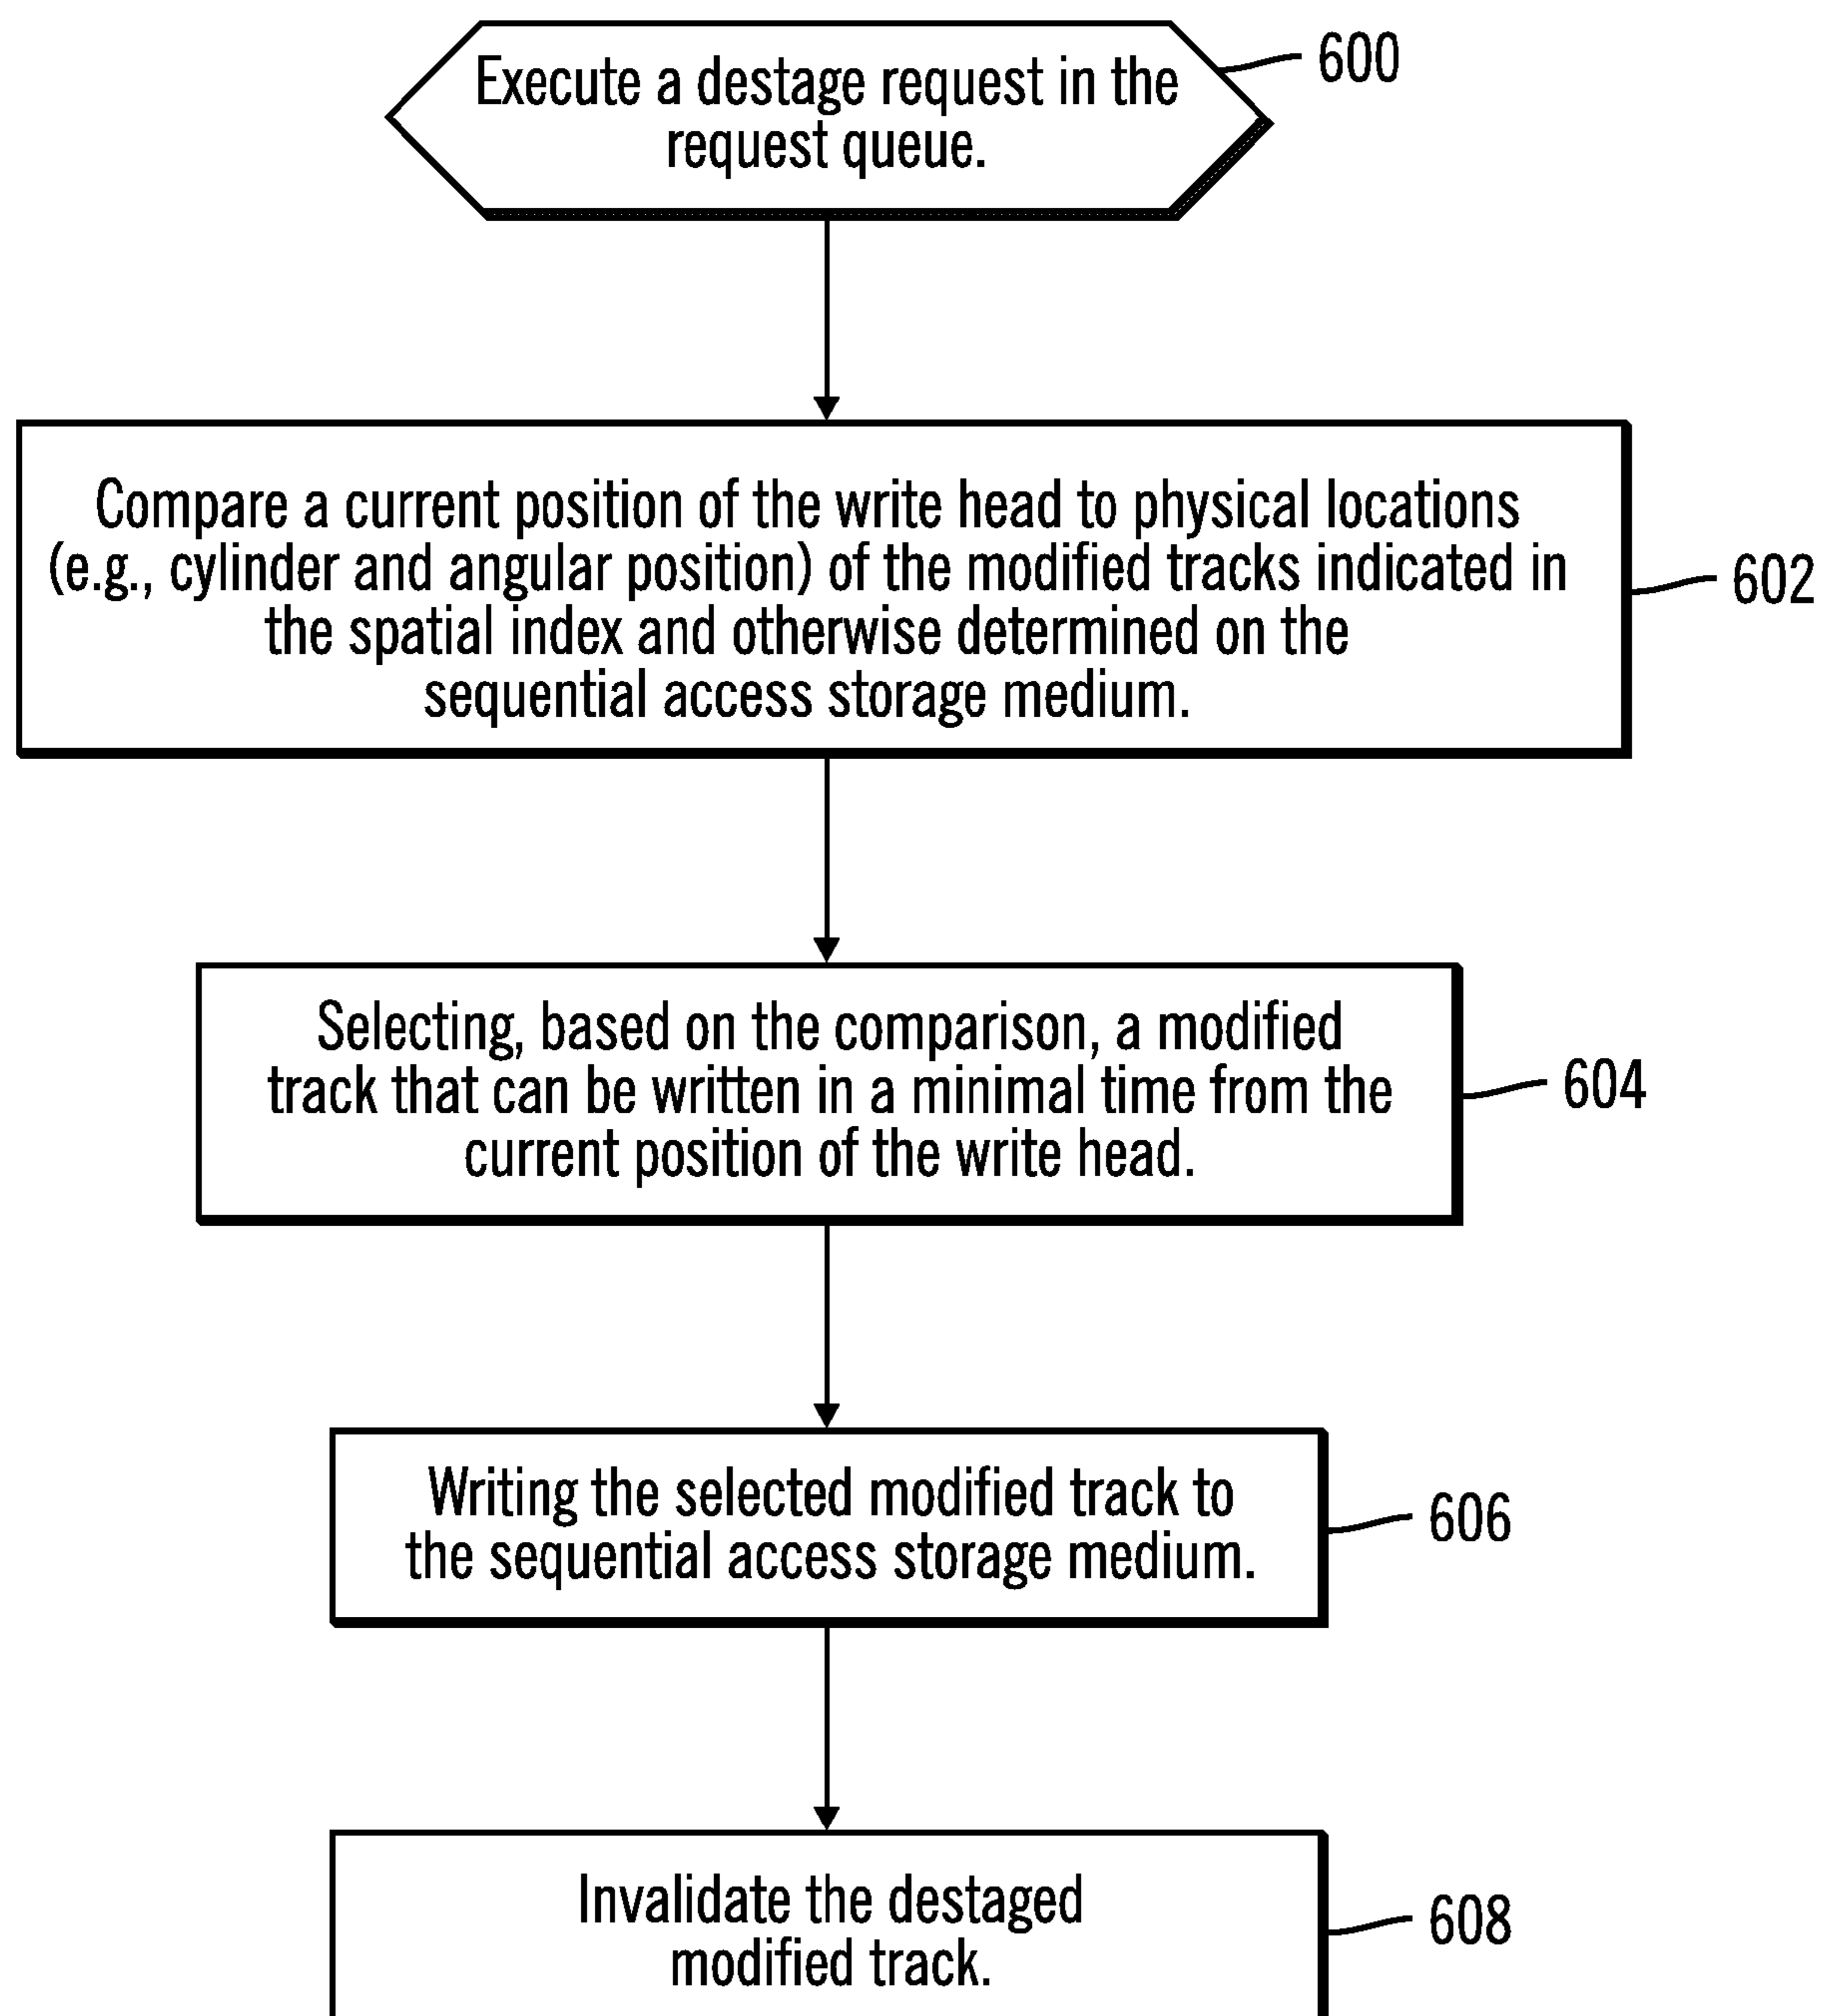 Execute a destage request in the
request queue.
600
Compare a current position of the write head to physical locations
(e.g., cylinder and angular position) of the modified tracks indicated in
the spatial index and otherwise determined on the
sequential access storage medium.
602
Selecting, based on the comparison, a modified
track that can be written in a minimal time from the
current position of the write head.
604
Writing the selected modified track to
the sequential access storage medium.
606
Invalidate the destaged
modified track.
608